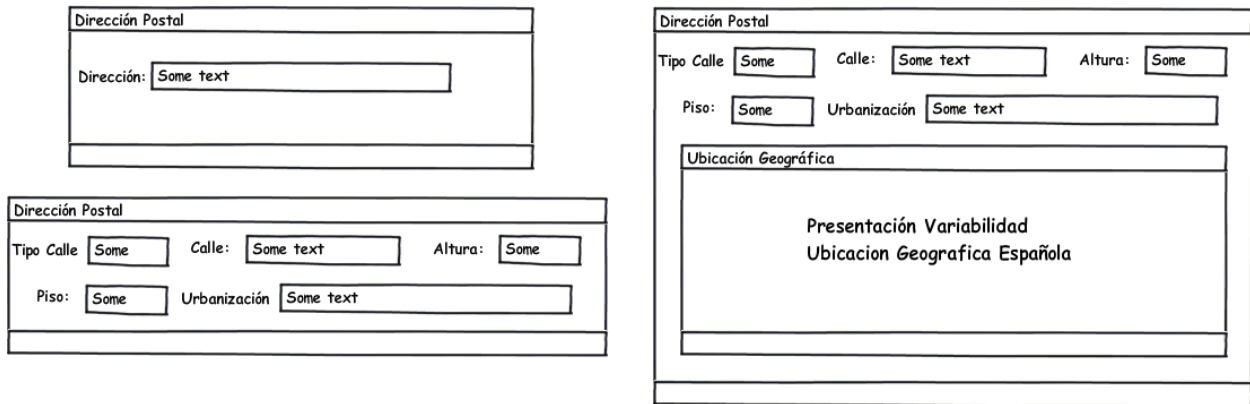 Dirección Postal
Dirección: Some text
Dirección Postal
Tipo Calle Some Calle: Some text Altura: Some
Piso: Some Urbanización Some text
Dirección Postal
Tipo Calle Some Calle: Some text Altura: Some
Piso: Some Urbanización Some text
Ubicación Geográfica
Presentación Variabilidad
Ubicacion Geografica Española